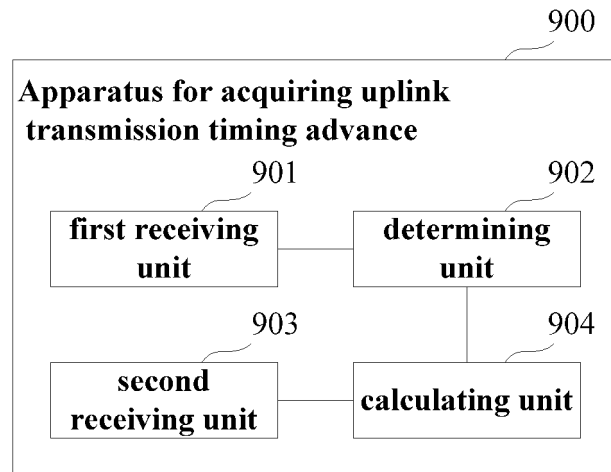 900
Apparatus for acquiring uplink
transmission timing advance
901
902
first receiving
unit
determining
unit
903
904
second
receiving unit
calculating unit